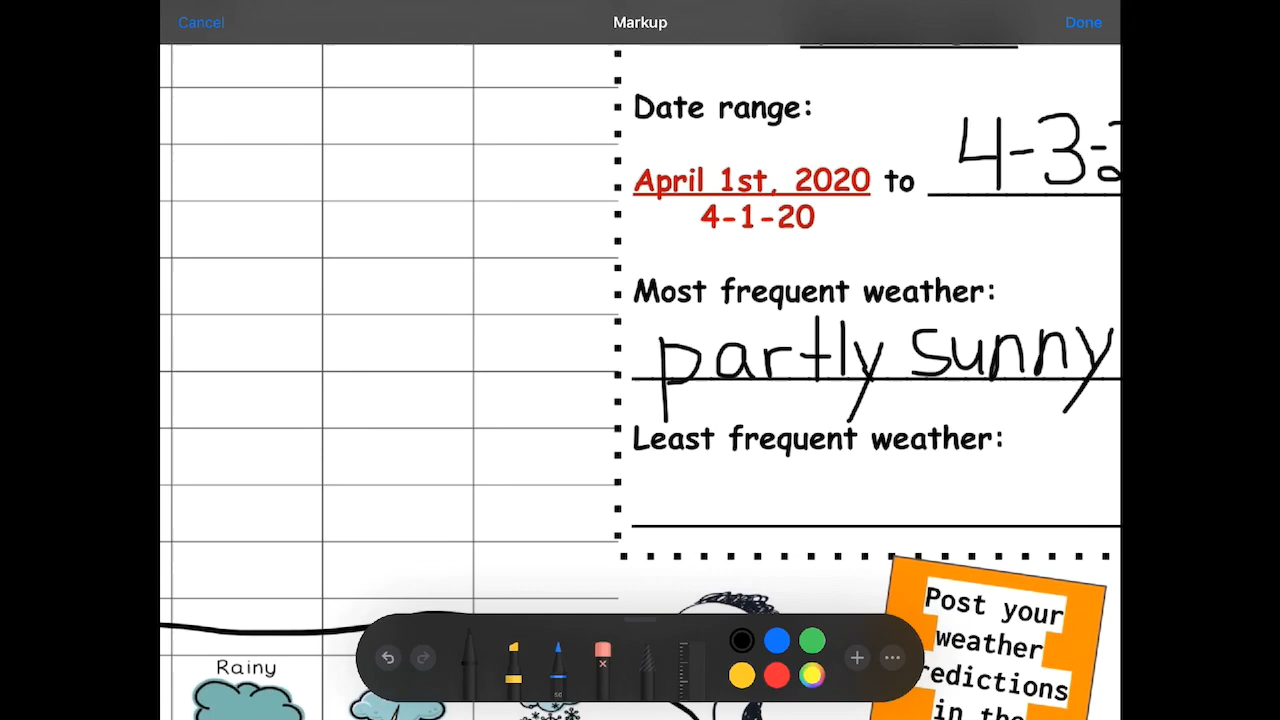 Cancel
Markup
Done
Date range:
4-3-2
April 1st, 2020 to
4-1-20
Most frequent weather:
partly sunny
Least frequent weather:
Post your
weather
redictions
in the
Rainy